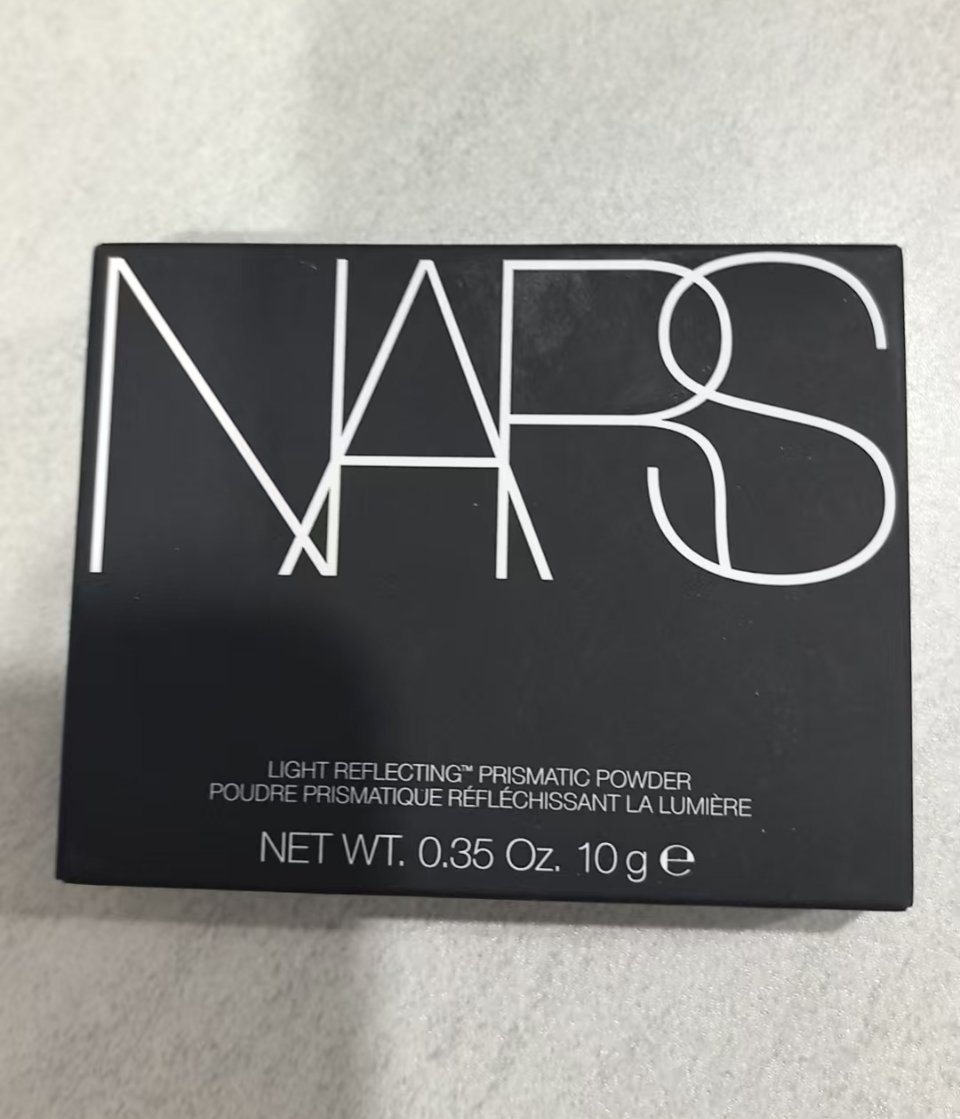 NARS
LIGHT REFLECTING™ PRISMATIC POWDER
POUDRE PRISMATIQUE RÉFLÉCHISSANT LA LUMIÈRE
NET WT. 0.35 Oz. 10 g ℮